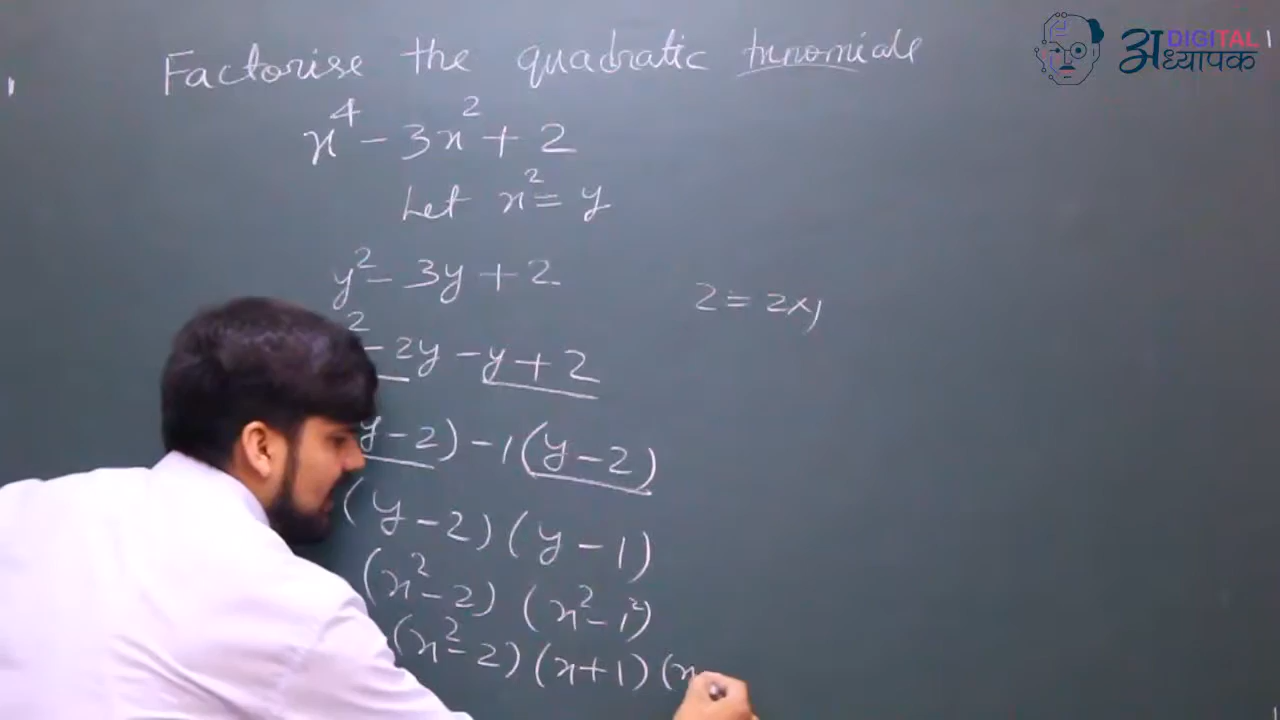 DIGITAL
अध्यापक
Factorise the quadratic trinomials
x⁴ - 3x² + 2
Let x² = y
y² - 3y + 2
2 = 2×1
² - 2y - y + 2
y - 2) - 1(y - 2)
(y - 2) (y - 1)
(x² - 2) (x² - 1²)
(x² - 2) (x + 1) (x